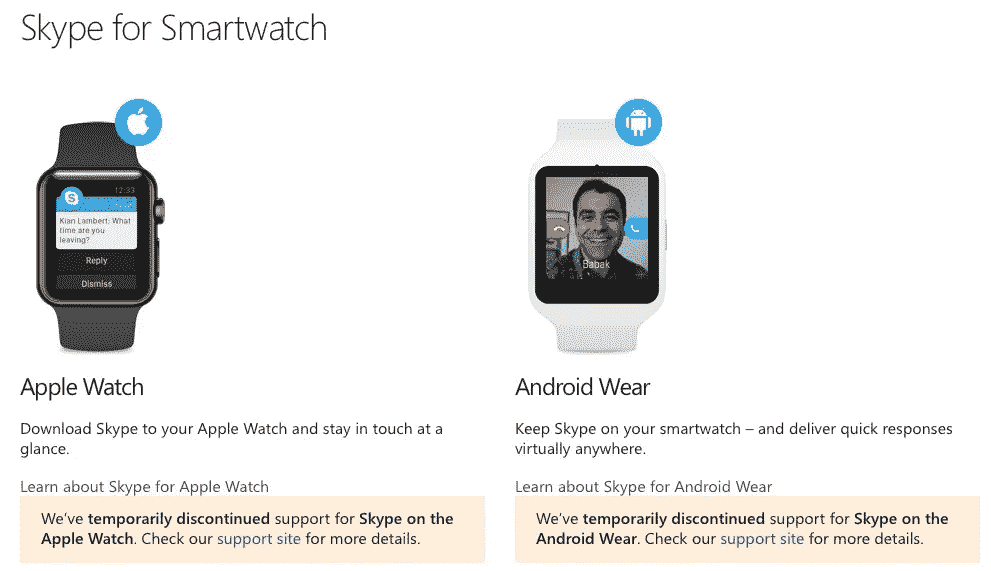 Skype for Smartwatch
12:33
Kian Lambert: What
time are you
leaving?
Reply
Dismiss
Babak
Apple Watch
Download Skype to your Apple Watch and stay in touch at a
glance.
Learn about Skype for Apple Watch
We've temporarily discontinued support for Skype on the
Apple Watch. Check our support site for more details.
Android Wear
Keep Skype on your smartwatch – and deliver quick responses
virtually anywhere.
Learn about Skype for Android Wear
We've temporarily discontinued support for Skype on the
Android Wear. Check our support site for more details.